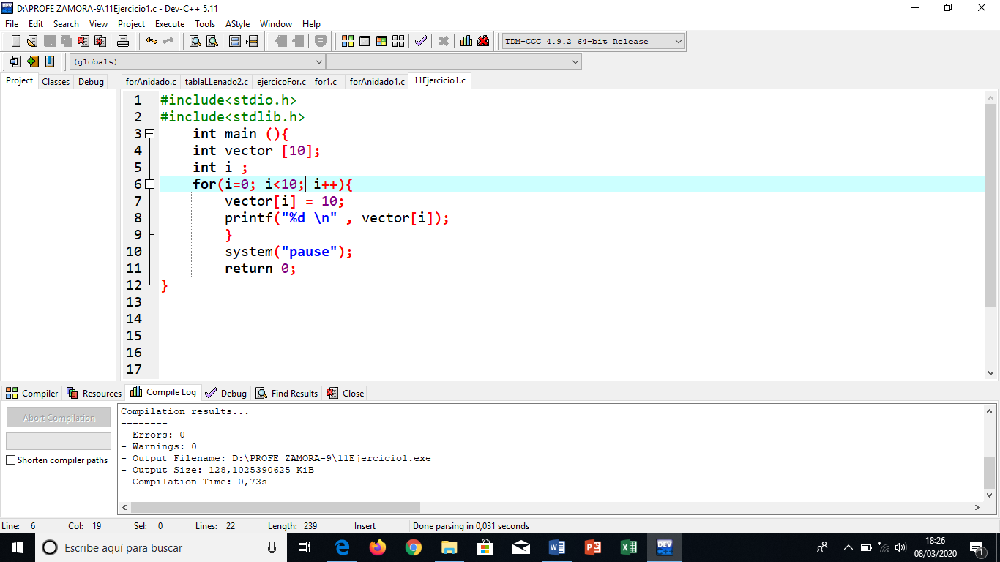 D:\PROFE ZAMORA-9\11Ejercicio1.c - Dev-C++ 5.11
File Edit Search View Project Execute Tools AStyle Window Help
TDM-GCC 4.9.2 64-bit Release
(globals)
Project Classes Debug
forAnidado.c tablaLLenado2.c ejercicoFor.c for1.c forAnidado1.c 11Ejercicio1.c
1 #include<stdio.h>
2 #include<stdlib.h>
3 int main (){
4 int vector [10];
5 int i ;
6 for(i=0; i<10; i++){
7 vector[i] = 10;
8 printf("%d \n" , vector[i]);
9 }
10 system("pause");
11 return 0;
12 }
13
14
15
16
17
Compiler Resources Compile Log Debug Find Results Close
Abort Compilation
Shorten compiler paths
Compilation results...
--------
- Errors: 0
- Warnings: 0
- Output Filename: D:\PROFE ZAMORA-9\11Ejercicio1.exe
- Output Size: 128,1025390625 KiB
- Compilation Time: 0,73s
Line: 6 Col: 19 Sel: 0 Lines: 22 Length: 239 Insert Done parsing in 0,031 seconds
Escribe aquí para buscar
DEV
18:26
08/03/2020
1